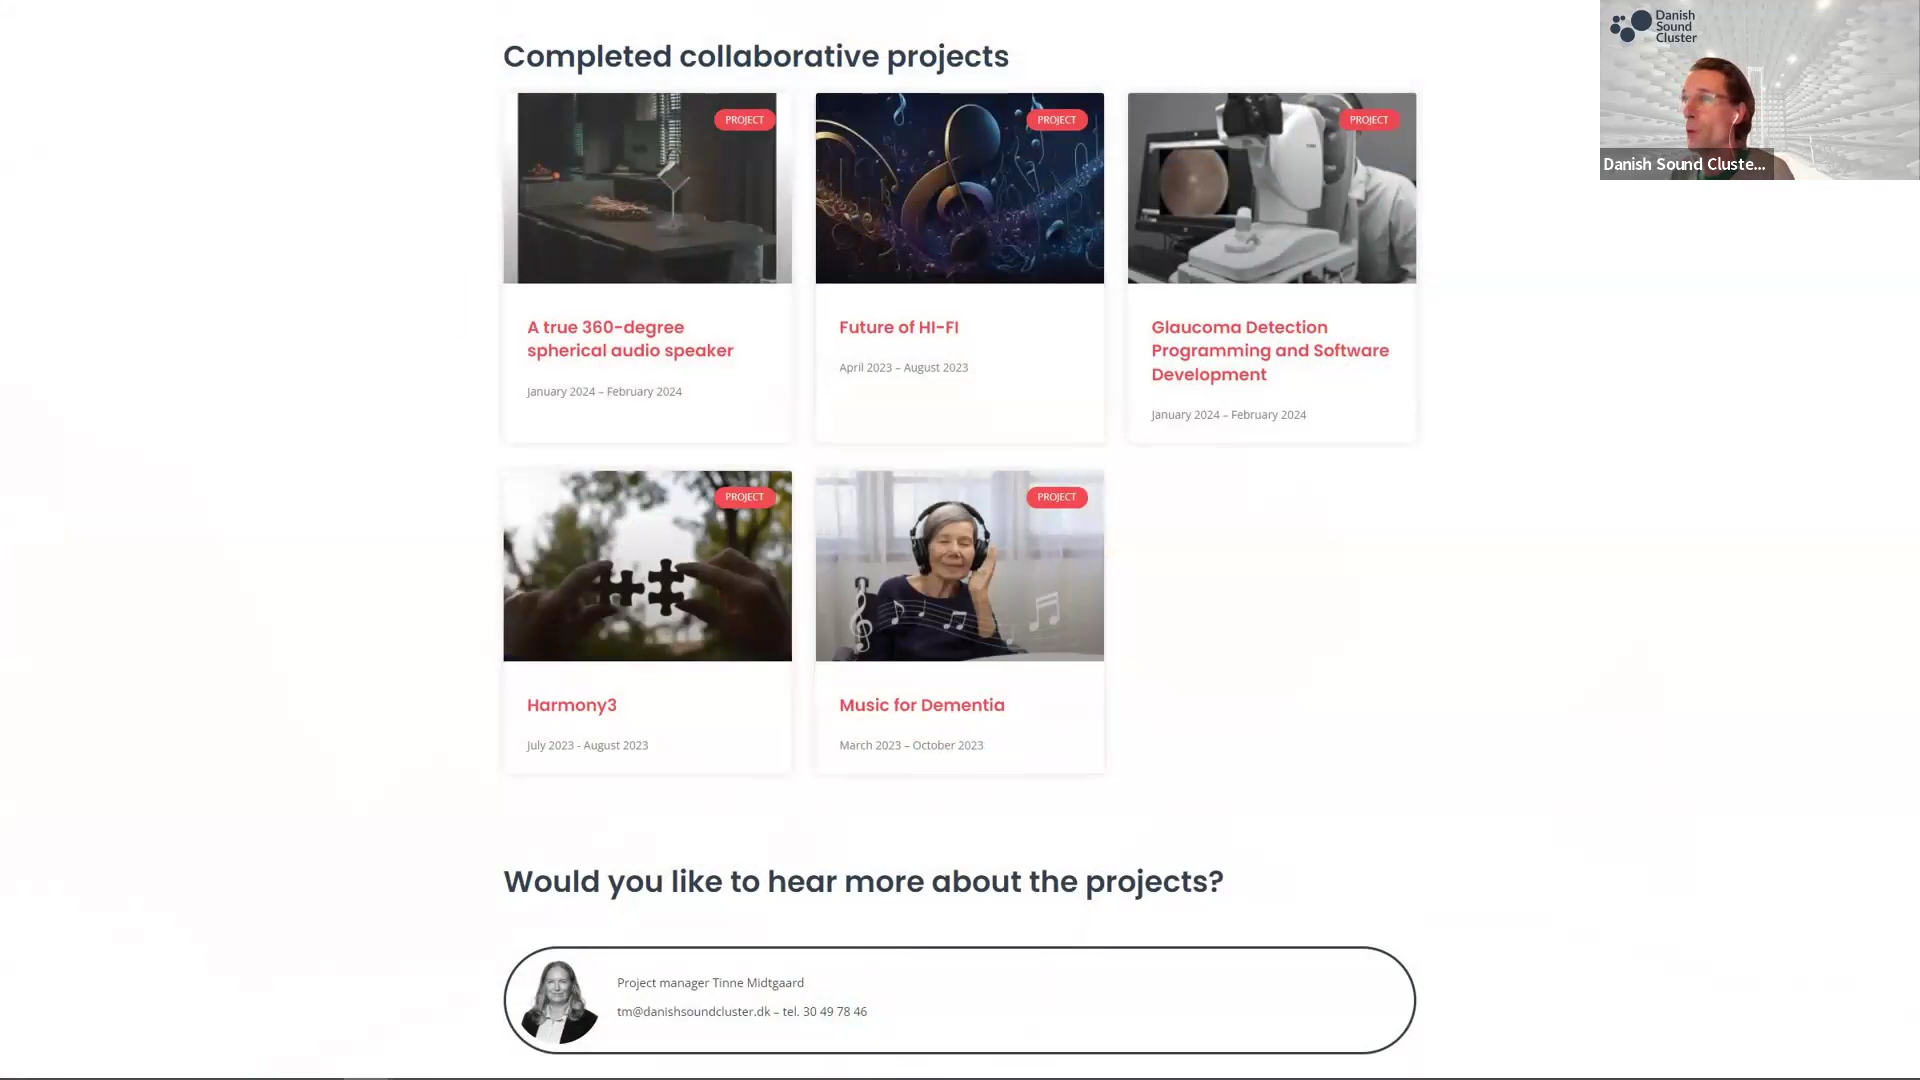 Completed collaborative projects
PROJECT
PROJECT
PROJECT
A true 360-degree
spherical audio speaker
January 2024 – February 2024
Future of HI-FI
April 2023 – August 2023
Glaucoma Detection
Programming and Software
Development
January 2024 – February 2024
PROJECT
PROJECT
Harmony3
July 2023 - August 2023
Music for Dementia
March 2023 – October 2023
Would you like to hear more about the projects?
Project manager Tinne Midtgaard
tm@danishsoundcluster.dk – tel. 30 49 78 46
Danish
Sound
Cluster
Danish Sound Cluste...